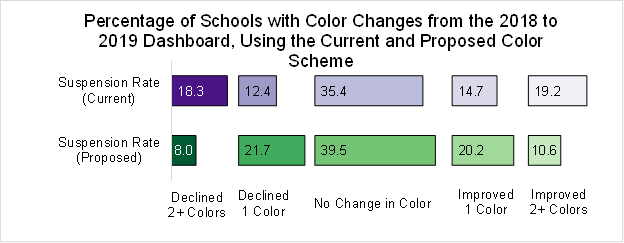 Percentage of Schools with Color Changes from the 2018 to
2019 Dashboard, Using the Current and Proposed Color
Scheme
Suspension Rate
(Current)
18.3
12.4
35.4
14.7
19.2
Suspension Rate
(Proposed)
8.0
21.7
39.5
20.2
10.6
Declined
2+ Colors
Declined
1 Color
No Change in Color
Improved
1 Color
Improved
2+ Colors